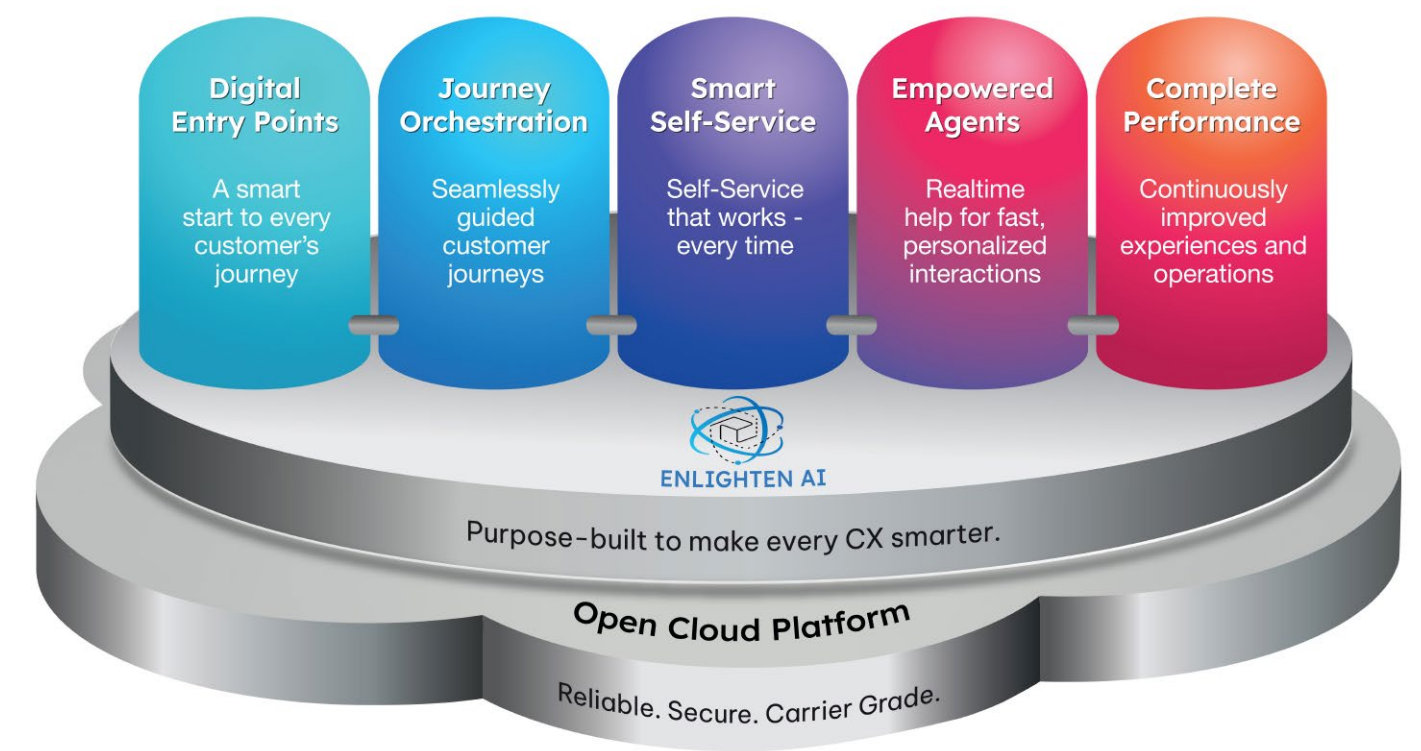 Digital
Entry Points
A smart
start to every
customer's
journey
Journey
Orchestration
Seamlessly
guided
customer
journeys
Smart
Self-Service
Self-Service
that works -
every time
Empowered
Agents
Realtime
help for fast,
personalized
interactions
Complete
Performance
Continuously
improved
experiences and
operations
ENLIGHTEN AI
Purpose-built to make every CX smarter.
Open Cloud Platform
Reliable. Secure. Carrier Grade.